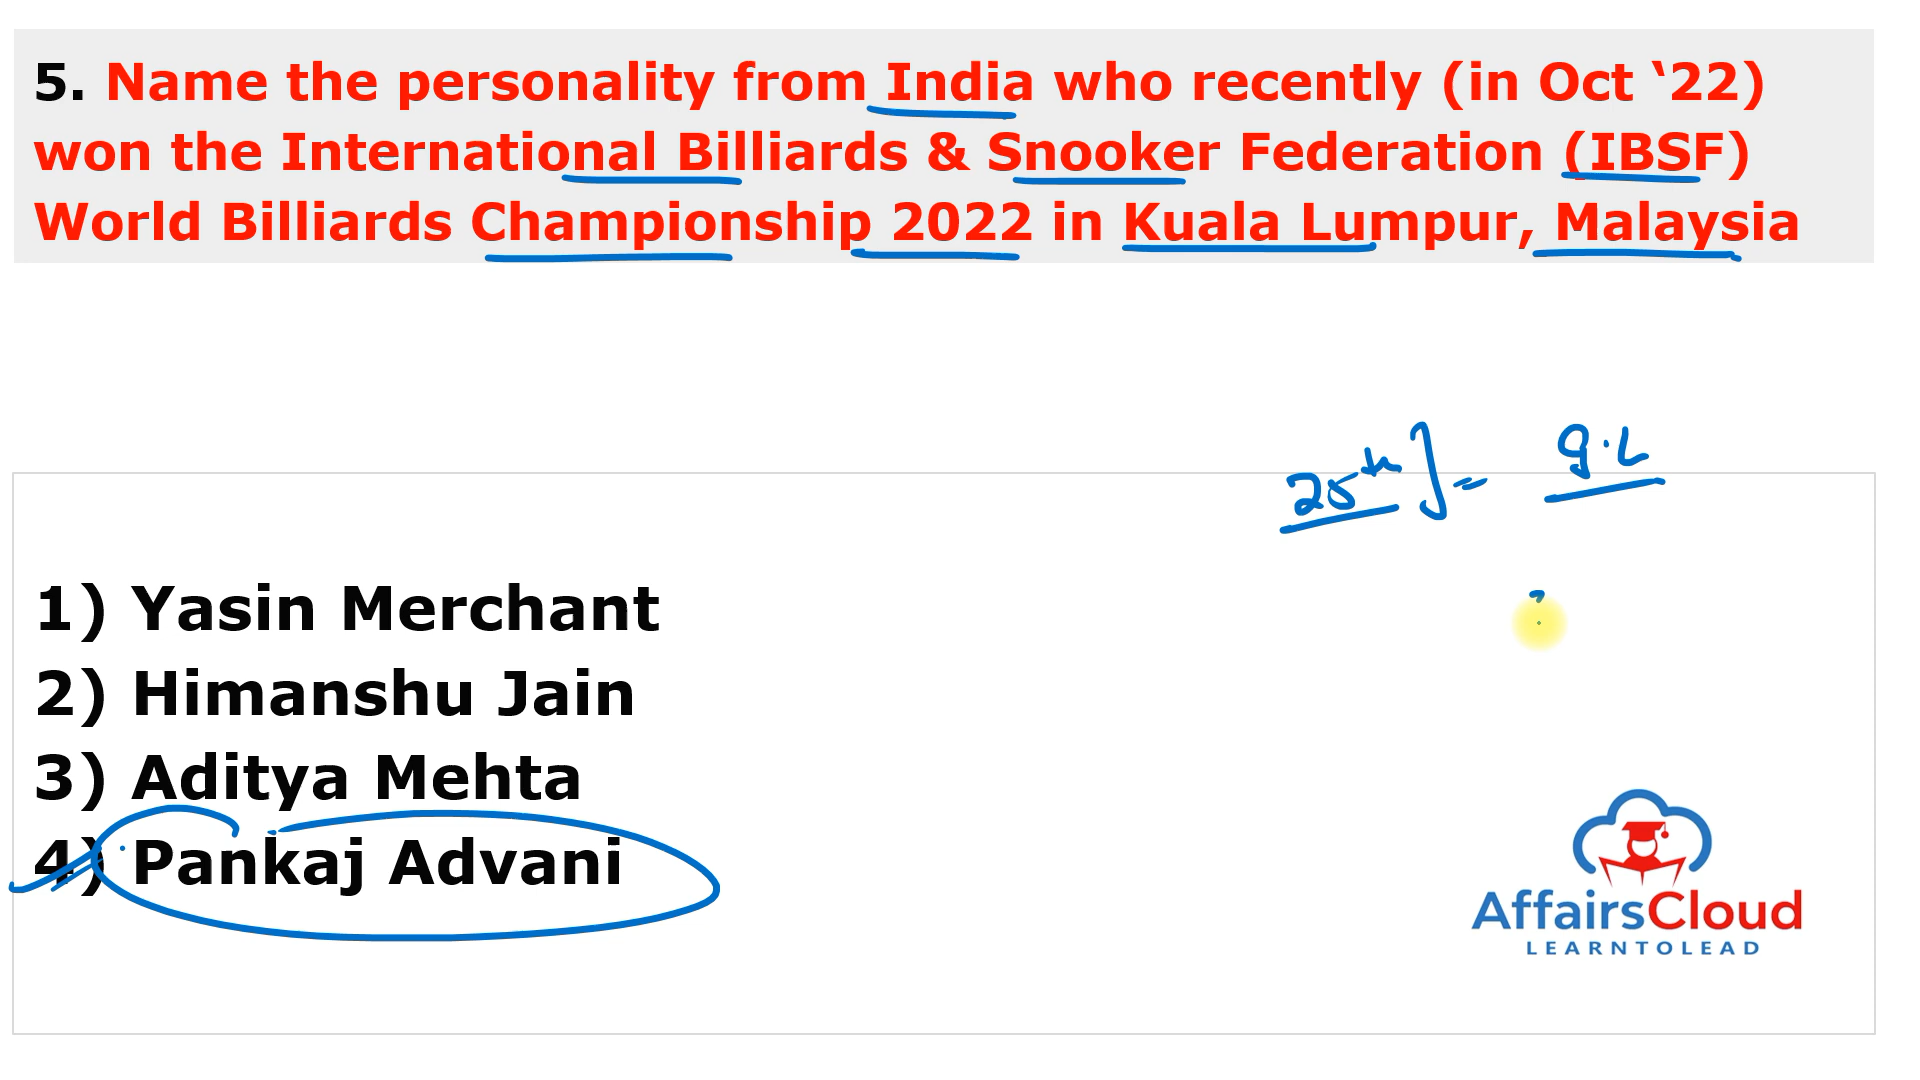 5. Name the personality from India who recently (in Oct ‘22)
won the International Billiards & Snooker Federation (IBSF)
World Billiards Championship 2022 in Kuala Lumpur, Malaysia
25th ] =
1) Yasin Merchant
2) Himanshu Jain
3) Aditya Mehta
4) Pankaj Advani
AffairsCloud
LEARNTOLEAD